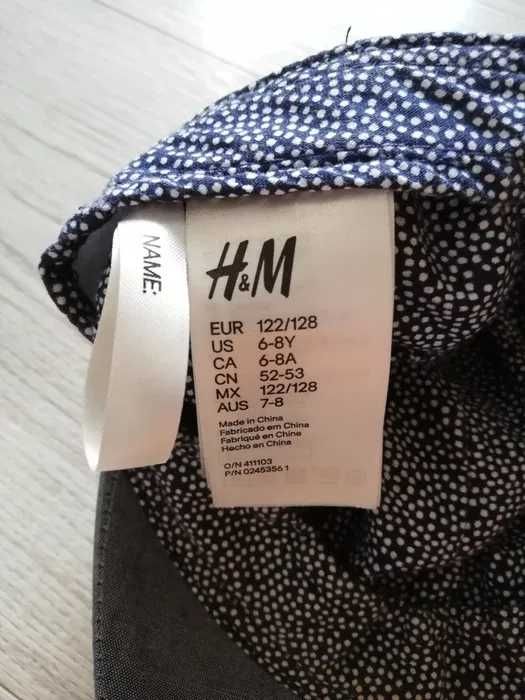 NAME:
H&M
EUR 122/128
US 6-8Y
CA 6-8A
CN 52-53
MX 122/128
AUS 7-8
Made in China
Fabricado em China
Fabriqué en Chine
Hecho en China
O/N 411103
P/N 0245356 1